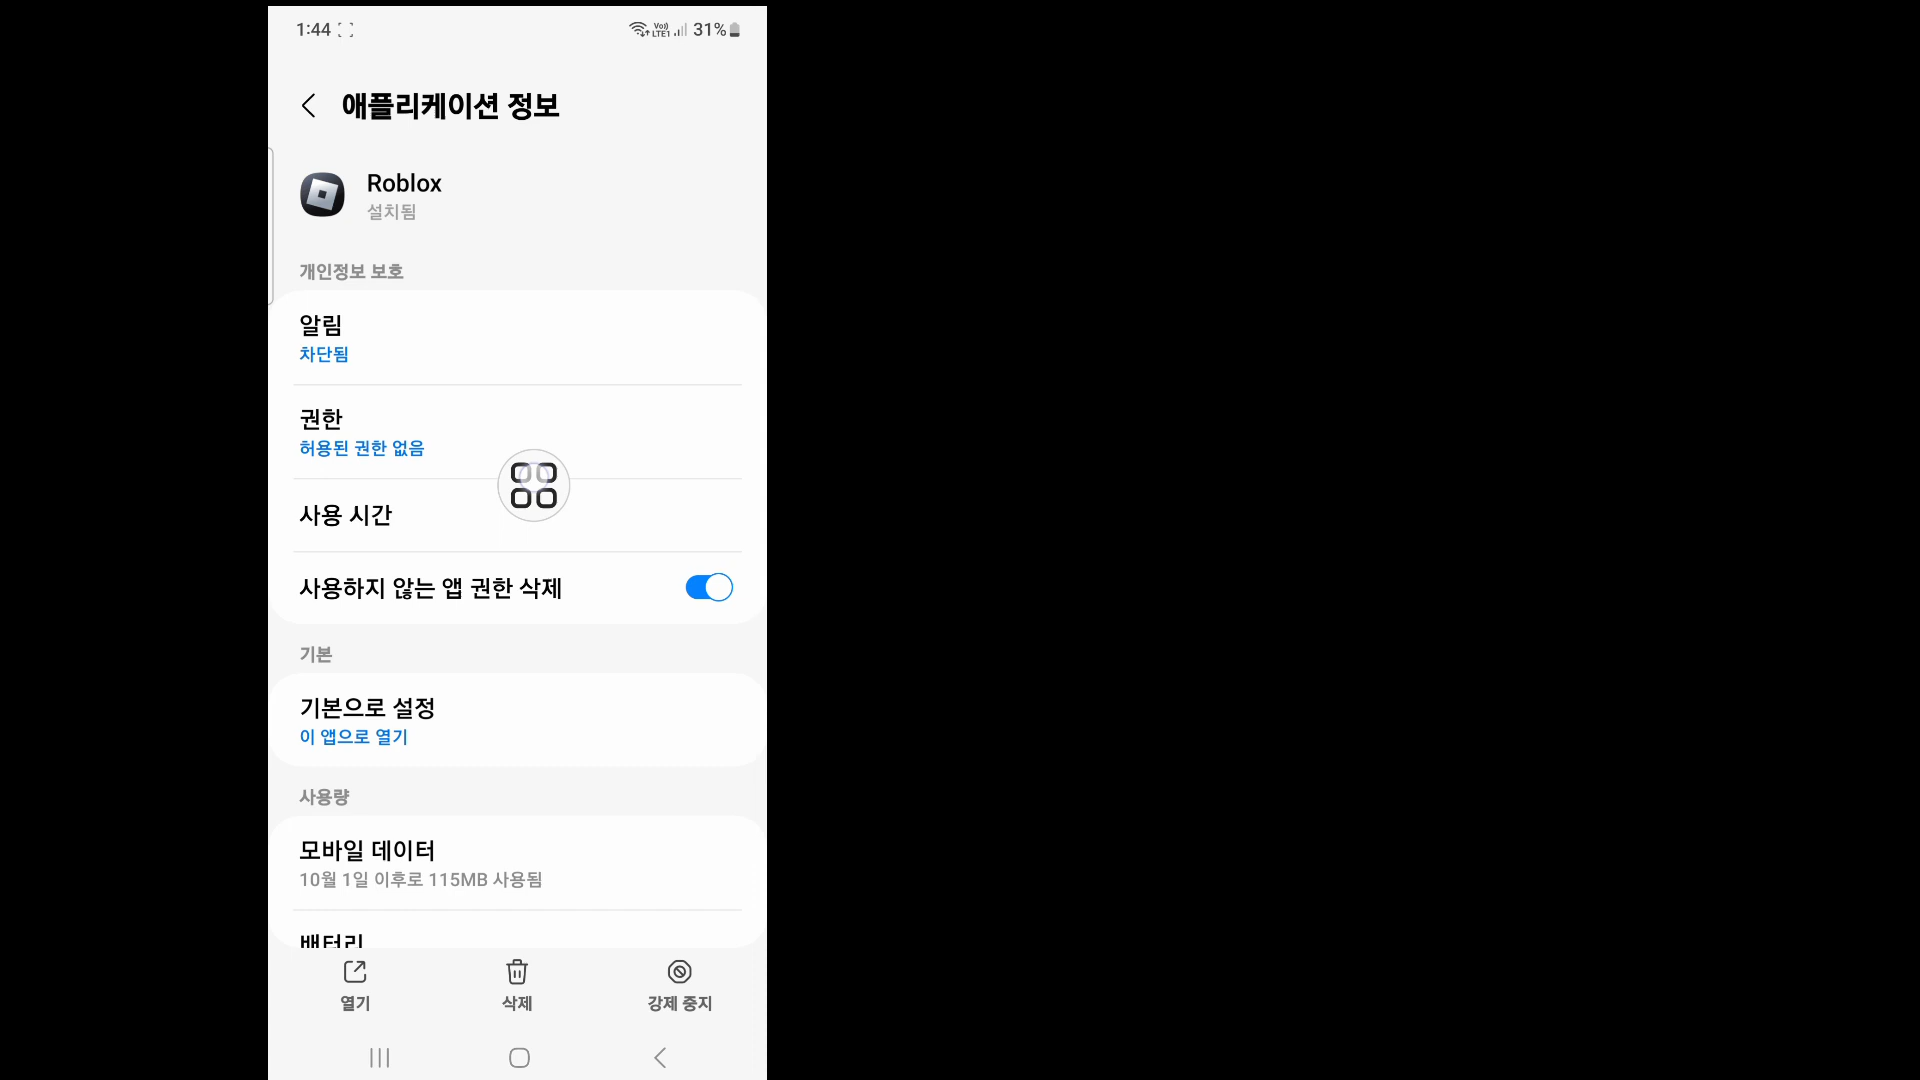 1:44
Vo))
LTE1
31%
애플리케이션 정보
Roblox
설치됨
개인정보 보호
알림
차단됨
권한
허용된 권한 없음
사용 시간
사용하지 않는 앱 권한 삭제
기본
기본으로 설정
이 앱으로 열기
사용량
모바일 데이터
10월 1일 이후로 115MB 사용됨
배터리
열기
삭제
강제 중지